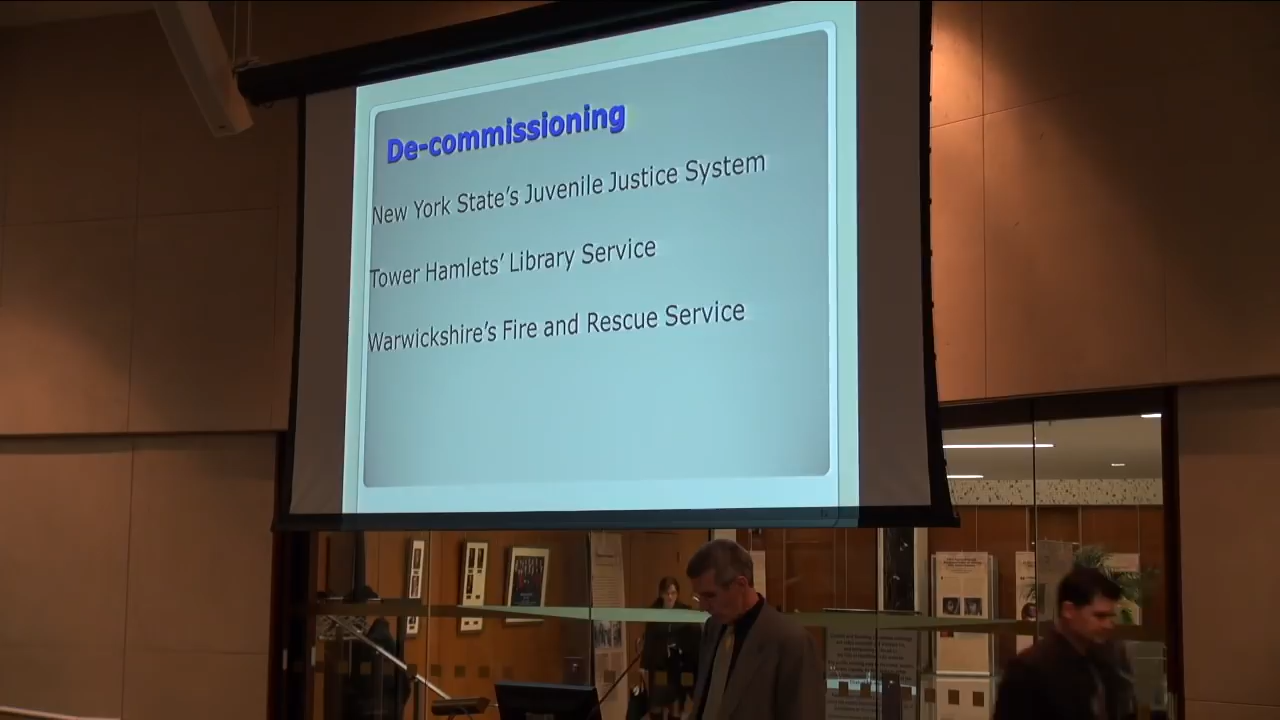 De-commissioning
New York State's Juvenile Justice System
Tower Hamlets' Library Service
Warwickshire's Fire and Rescue Service